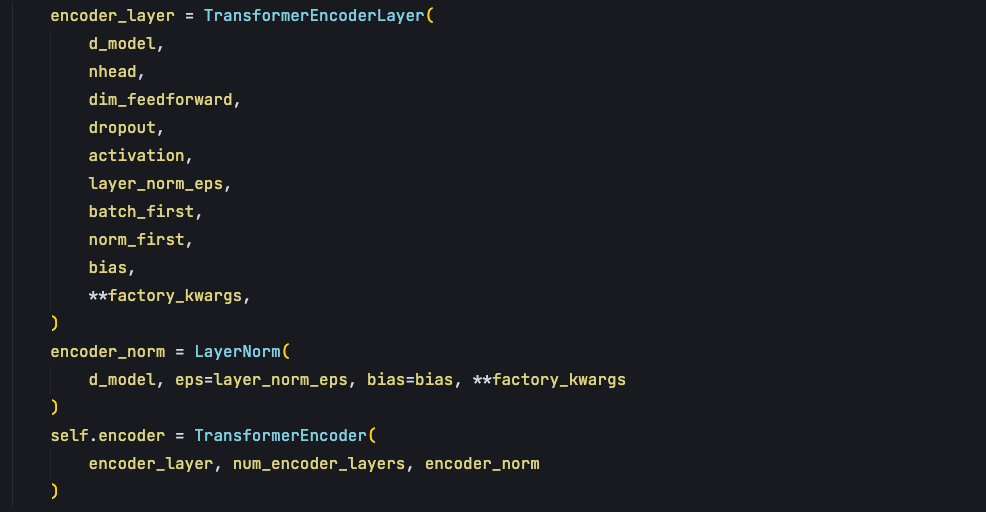 encoder_layer = TransformerEncoderLayer(
    d_model,
    nhead,
    dim_feedforward,
    dropout,
    activation,
    layer_norm_eps,
    batch_first,
    norm_first,
    bias,
    **factory_kwargs,
)
encoder_norm = LayerNorm(
    d_model, eps=layer_norm_eps, bias=bias, **factory_kwargs
)
self.encoder = TransformerEncoder(
    encoder_layer, num_encoder_layers, encoder_norm
)